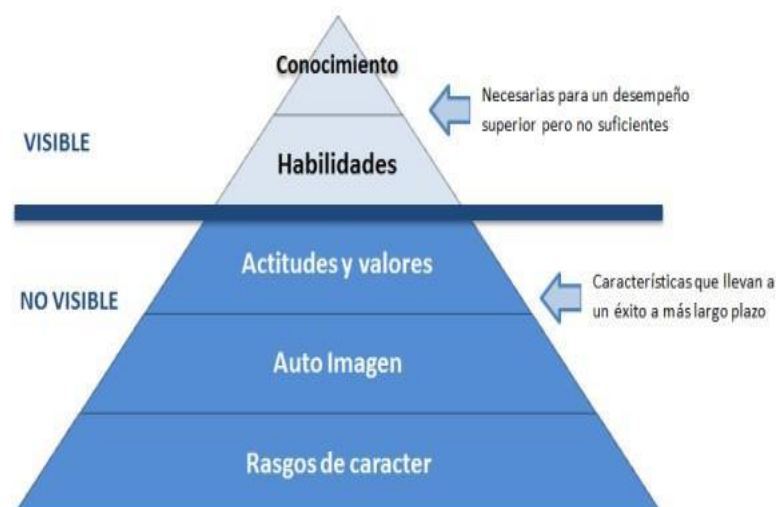 Conocimiento
Necesarias para un desempeño
superior pero no suficientes
VISIBLE
Habilidades
Actitudes y valores
NO VISIBLE
Características que llevan a
un éxito a más largo plazo
Auto Imagen
Rasgos de caracter